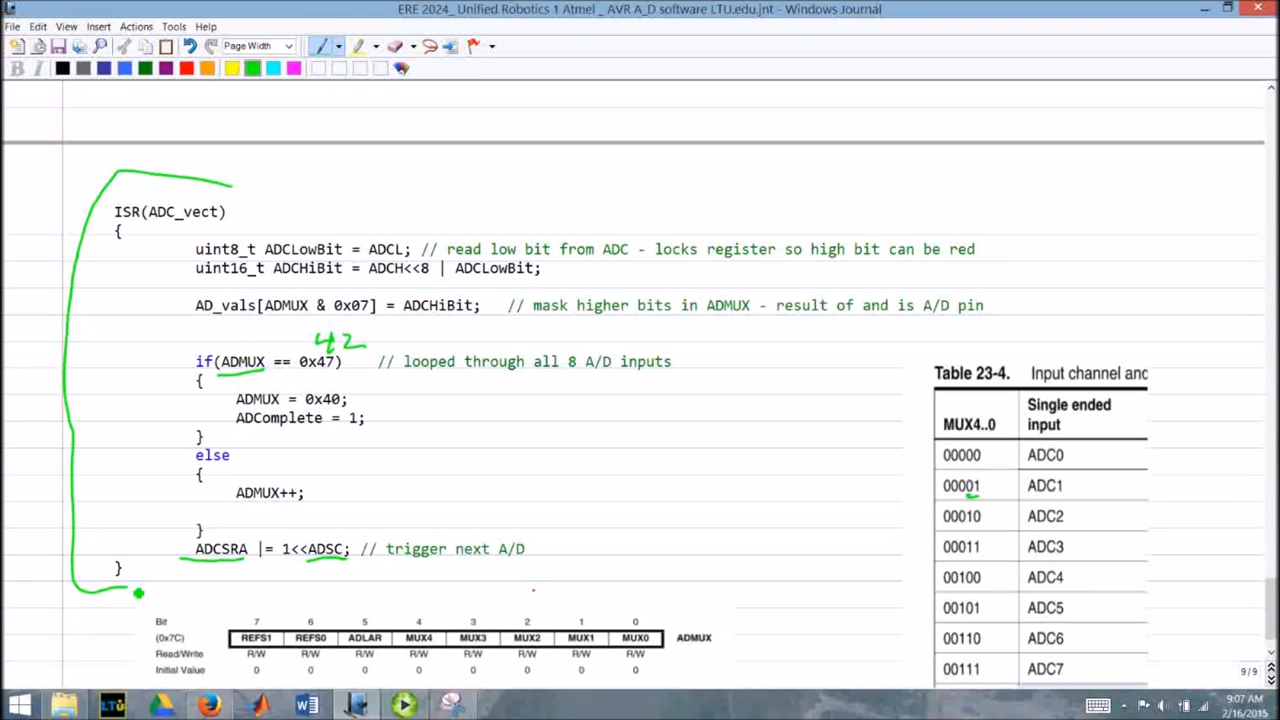 ERE 2024_ Unified Robotics 1 Atmel _ AVR A_D software LTU.edu.jnt - Windows Journal
File Edit View Insert Actions Tools Help
Page Width
B I
ISR(ADC_vect)
{
uint8_t ADCLowBit = ADCL; // read low bit from ADC - locks register so high bit can be red
uint16_t ADCHiBit = ADCH<<8 | ADCLowBit;
AD_vals[ADMUX & 0x07] = ADCHiBit; // mask higher bits in ADMUX - result of and is A/D pin
42
if(ADMUX == 0x47) // looped through all 8 A/D inputs
{
ADMUX = 0x40;
ADComplete = 1;
}
else
{
ADMUX++;
}
ADCSRA |= 1<<ADSC; // trigger next A/D
}
Table 23-4. Input channel and
MUX4..0 Single ended input
00000 ADC0
00001 ADC1
00010 ADC2
00011 ADC3
00100 ADC4
00101 ADC5
00110 ADC6
00111 ADC7
Bit 7 6 5 4 3 2 1 0
(0x7C) REFS1 REFS0 ADLAR MUX4 MUX3 MUX2 MUX1 MUX0 ADMUX
Read/Write R/W R/W R/W R/W R/W R/W R/W R/W
Initial Value 0 0 0 0 0 0 0 0
9/9
LTU
W
9:07 AM
2/16/2015